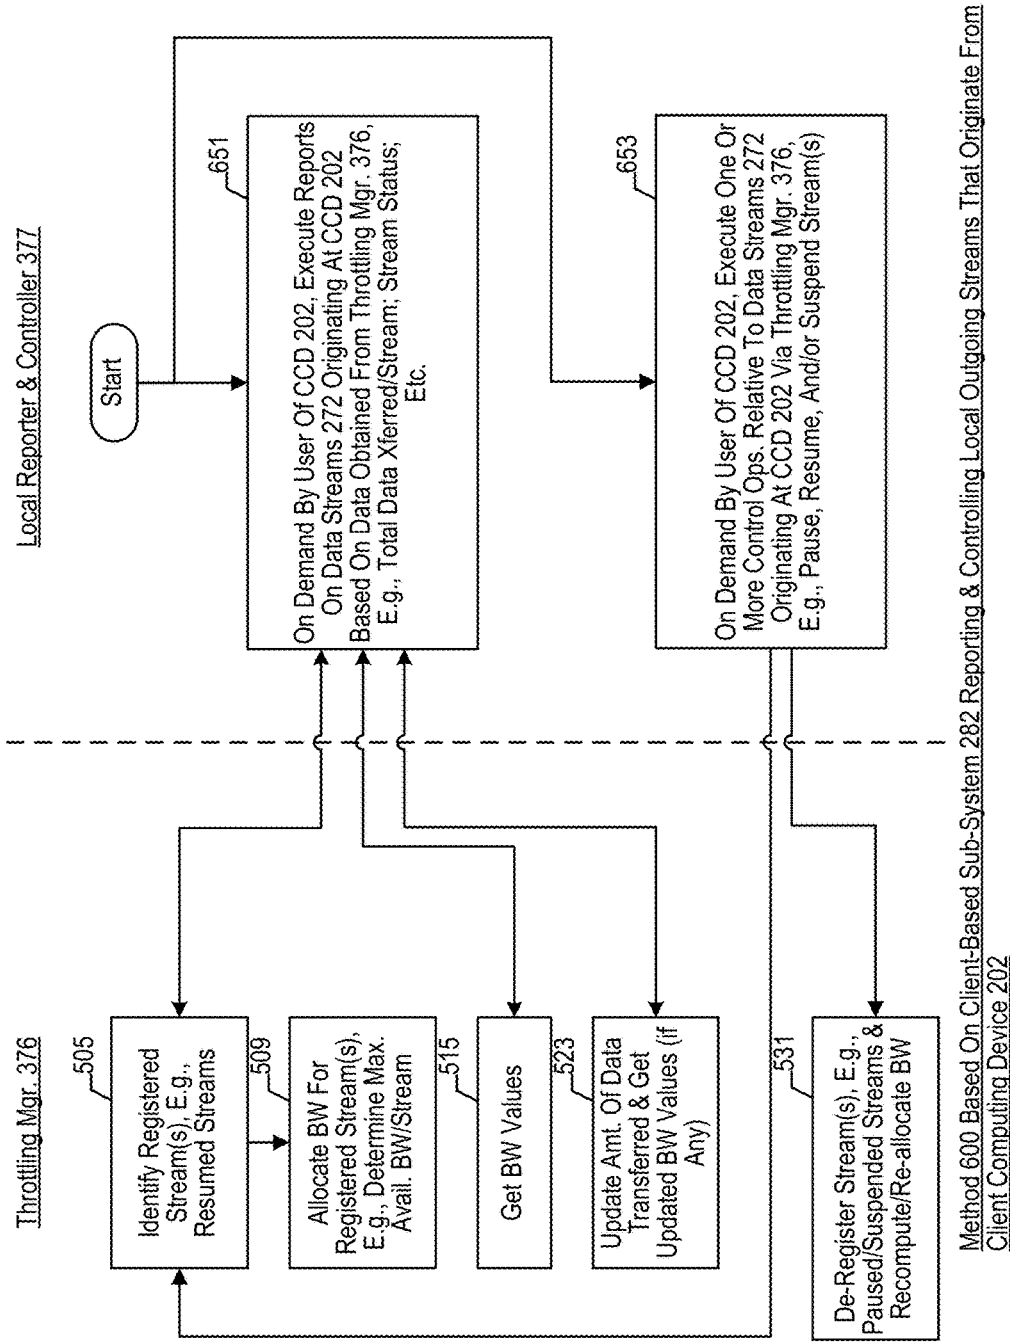 Throttling Mgr. 376
Local Reporter & Controller 377
Start
505
Identify Registered
Stream(s), E.g.,
Resumed Streams
509
Allocate BW For
Registered Stream(s),
E.g., Determine Max.
Avail. BW/Stream
515
Get BW Values
523
Update Amt. Of Data
Transferred & Get
Updated BW Values (if
Any)
531
De-Register Stream(s), E.g.,
Paused/Suspended Streams &
Recompute/Re-allocate BW
651
On Demand By User Of CCD 202, Execute Reports
On Data Streams 272 Originating At CCD 202
Based On Data Obtained From Throttling Mgr. 376,
E.g., Total Data Xferred/Stream; Stream Status;
Etc.
653
On Demand By User Of CCD 202, Execute One Or
More Control Ops. Relative To Data Streams 272
Originating At CCD 202 Via Throttling Mgr. 376,
E.g., Pause, Resume, And/or Suspend Stream(s)
Method 600 Based On Client-Based Sub-System 282 Reporting & Controlling Local Outgoing Streams That Originate From
Client Computing Device 202